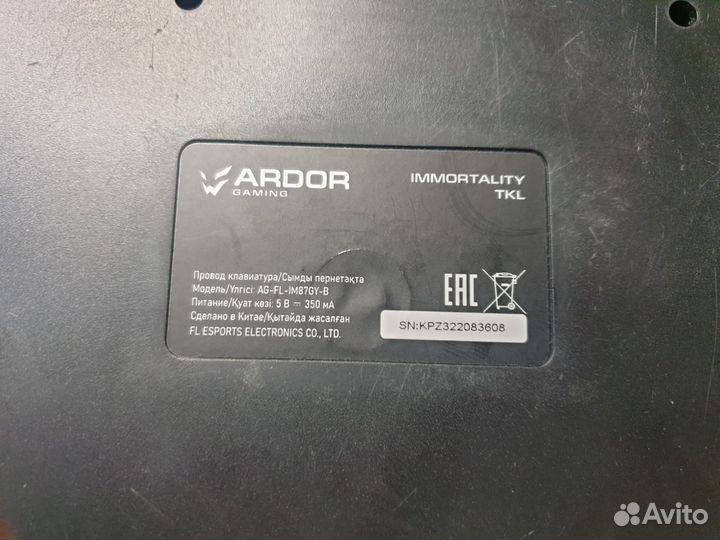 ARDOR
GAMING
IMMORTALITY
TKL
Провод клавиатура/Сымды пернетақта
Модель/Үлгісі: AG-FL-IM87GY-B
Питание/Қуат көзі: 5 В ⎓ 350 мА
Сделано в Китае/Қытайда жасалған
FL ESPORTS ELECTRONICS CO., LTD.
EAC
SN:KPZ322083608
Avito